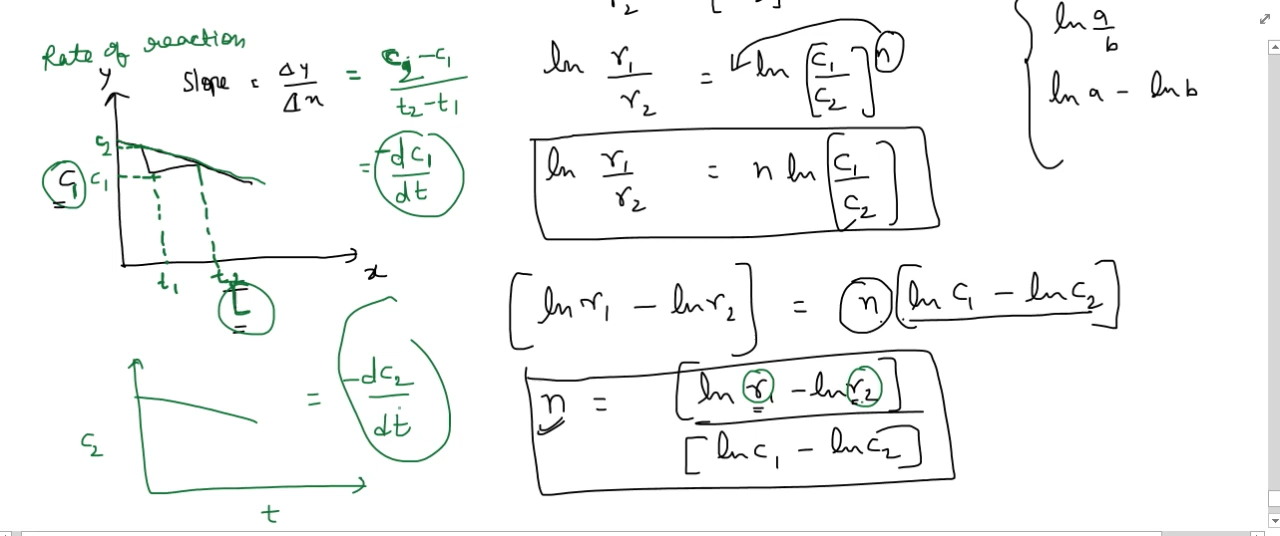 r₂ [
Rate of reaction
y
Slope = Δy/Δx = (c₂ - c₁)/(t₂ - t₁)
= -dc₁/dt
c₂
C₁ c₁
t₁ t₂
x
t
= -dc₂/dt
c₂
t
ln r₁/r₂ = ln [c₁/c₂]ⁿ
ln r₁/r₂ = n ln [c₁/c₂]
[ln r₁ - ln r₂] = n [ln c₁ - ln c₂]
n = [ln r₁ - ln r₂]/[ln c₁ - ln c₂]
ln a/b
ln a - ln b